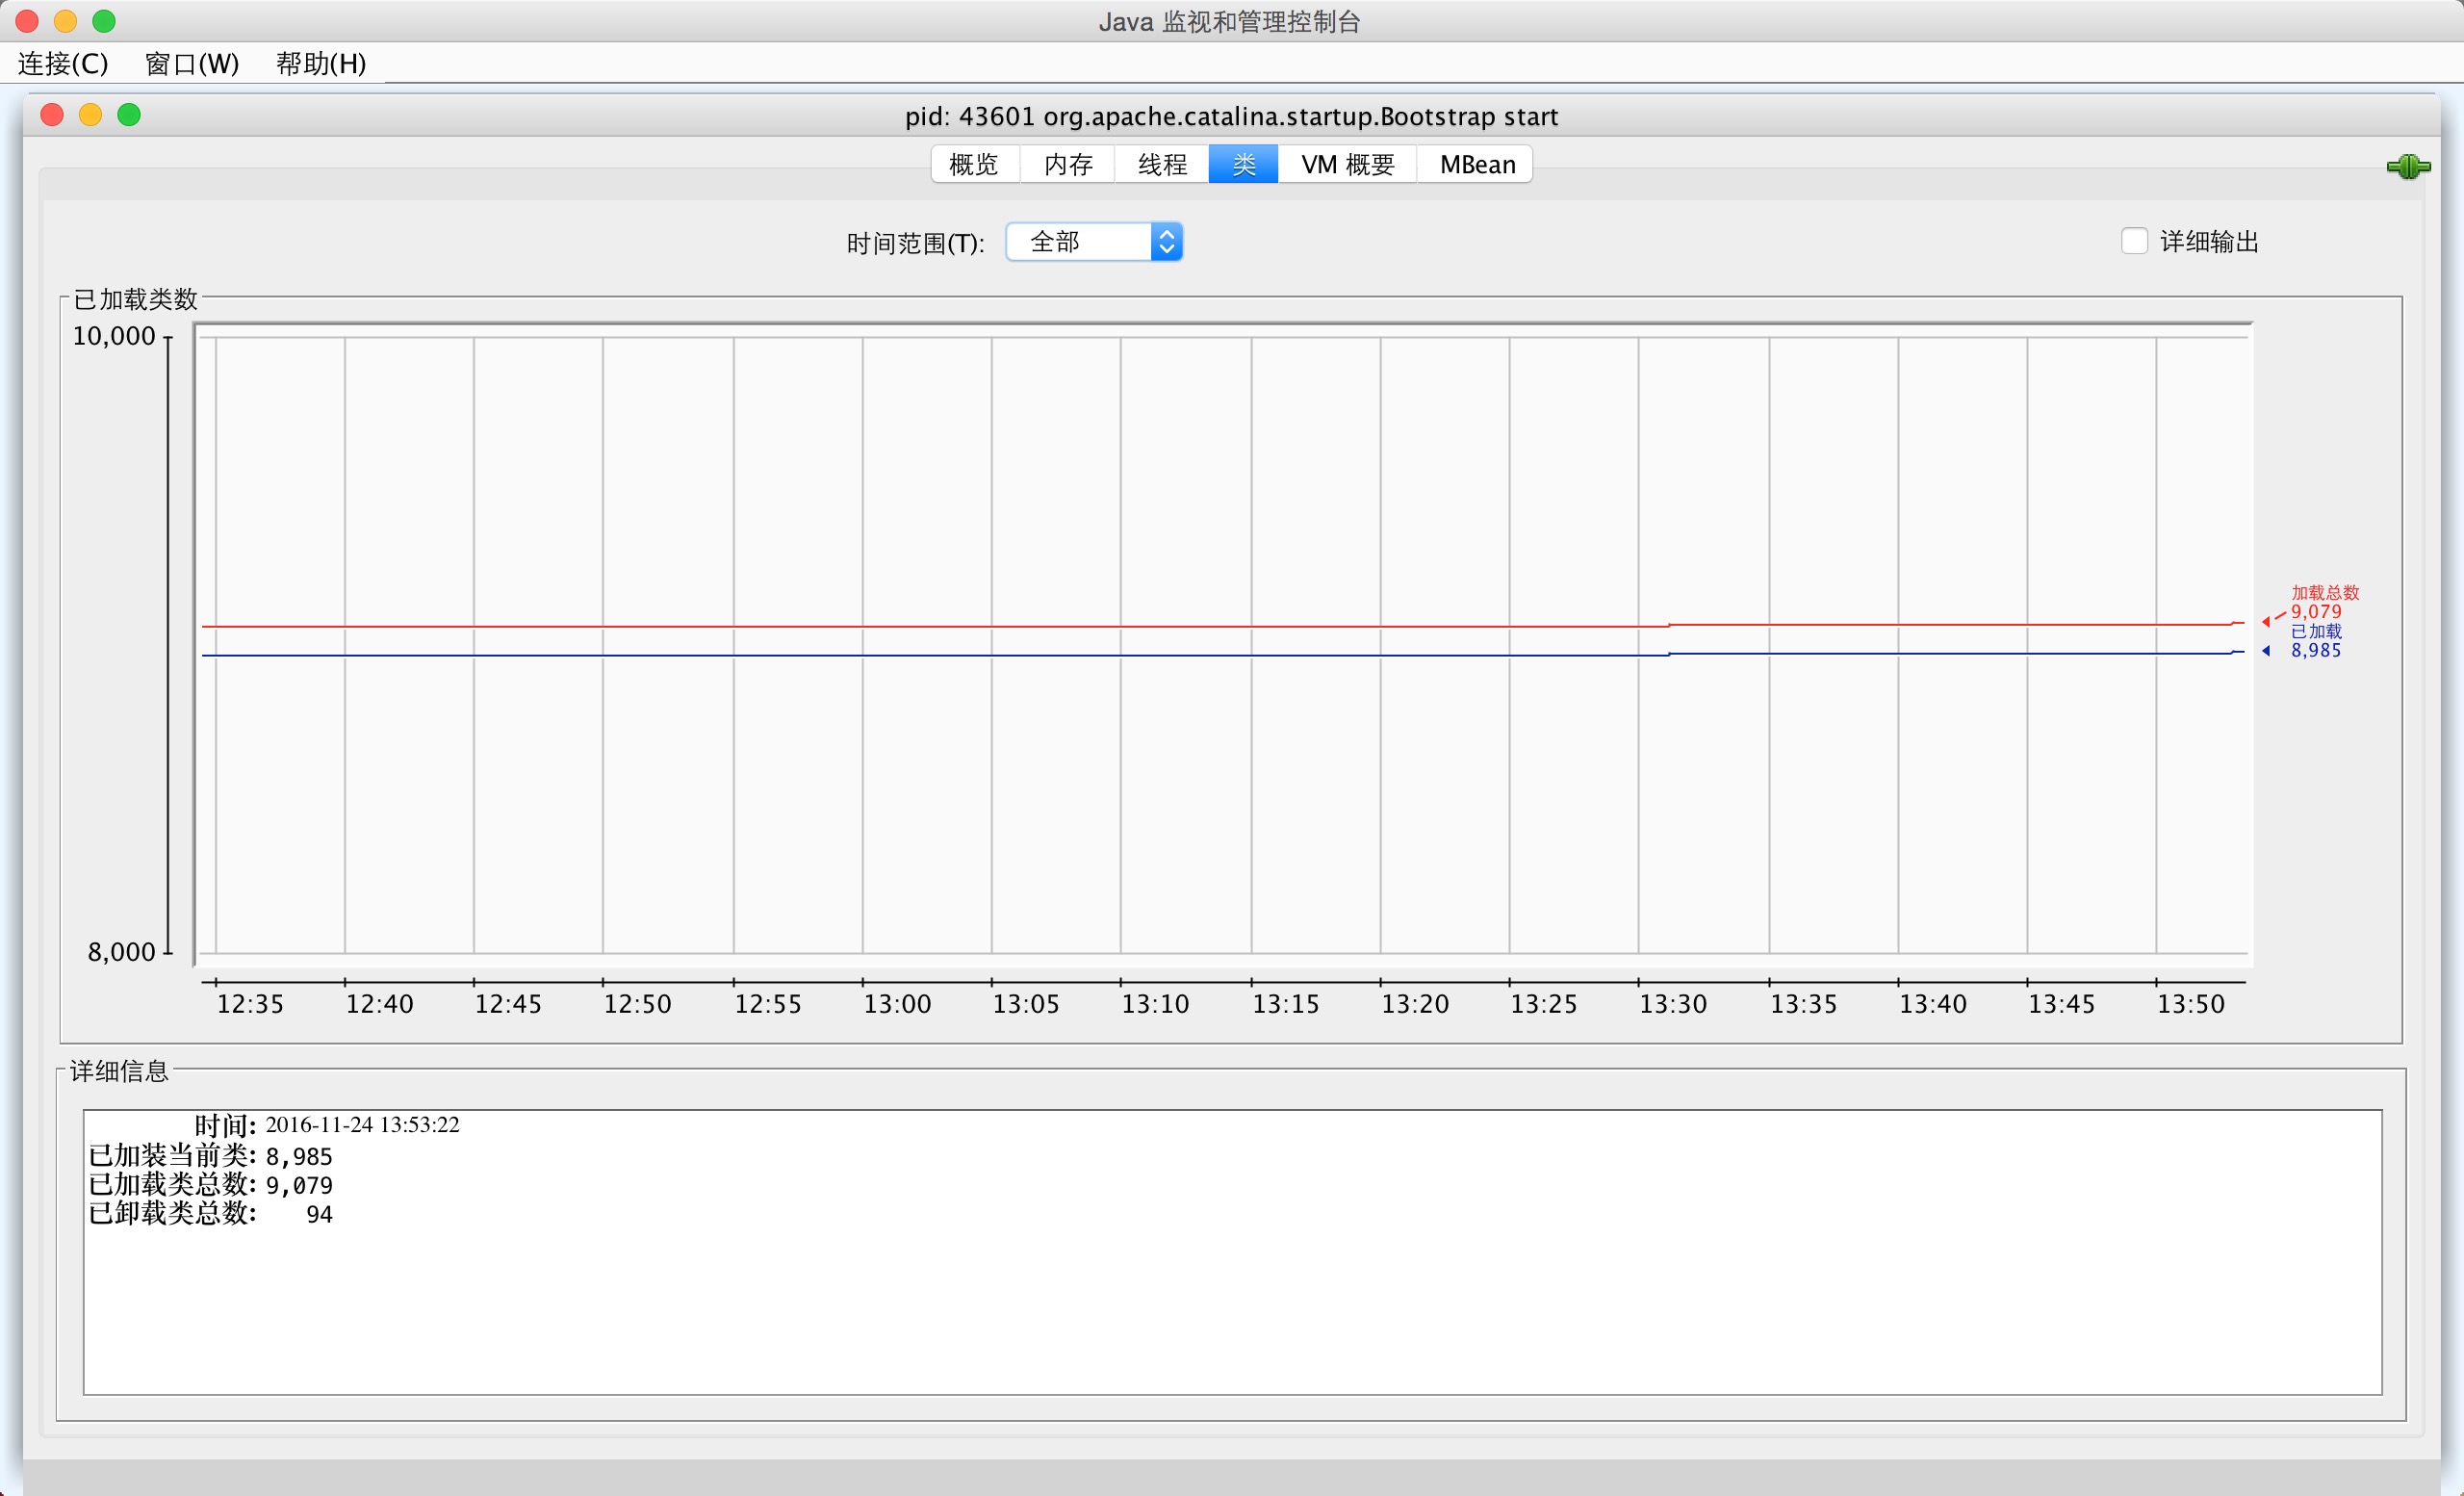 Java 监视和管理控制台
连接(C) 窗口(W) 帮助(H)
pid: 43601 org.apache.catalina.startup.Bootstrap start
概览 内存 线程 类 VM 概要 MBean
时间范围(T): 全部 详细输出
已加载类数
10,000
加载总数
9,079
已加载
8,985
8,000
12:35 12:40 12:45 12:50 12:55 13:00 13:05 13:10 13:15 13:20 13:25 13:30 13:35 13:40 13:45 13:50
详细信息
时间: 2016-11-24 13:53:22
已加装当前类: 8,985
已加载类总数: 9,079
已卸载类总数: 94